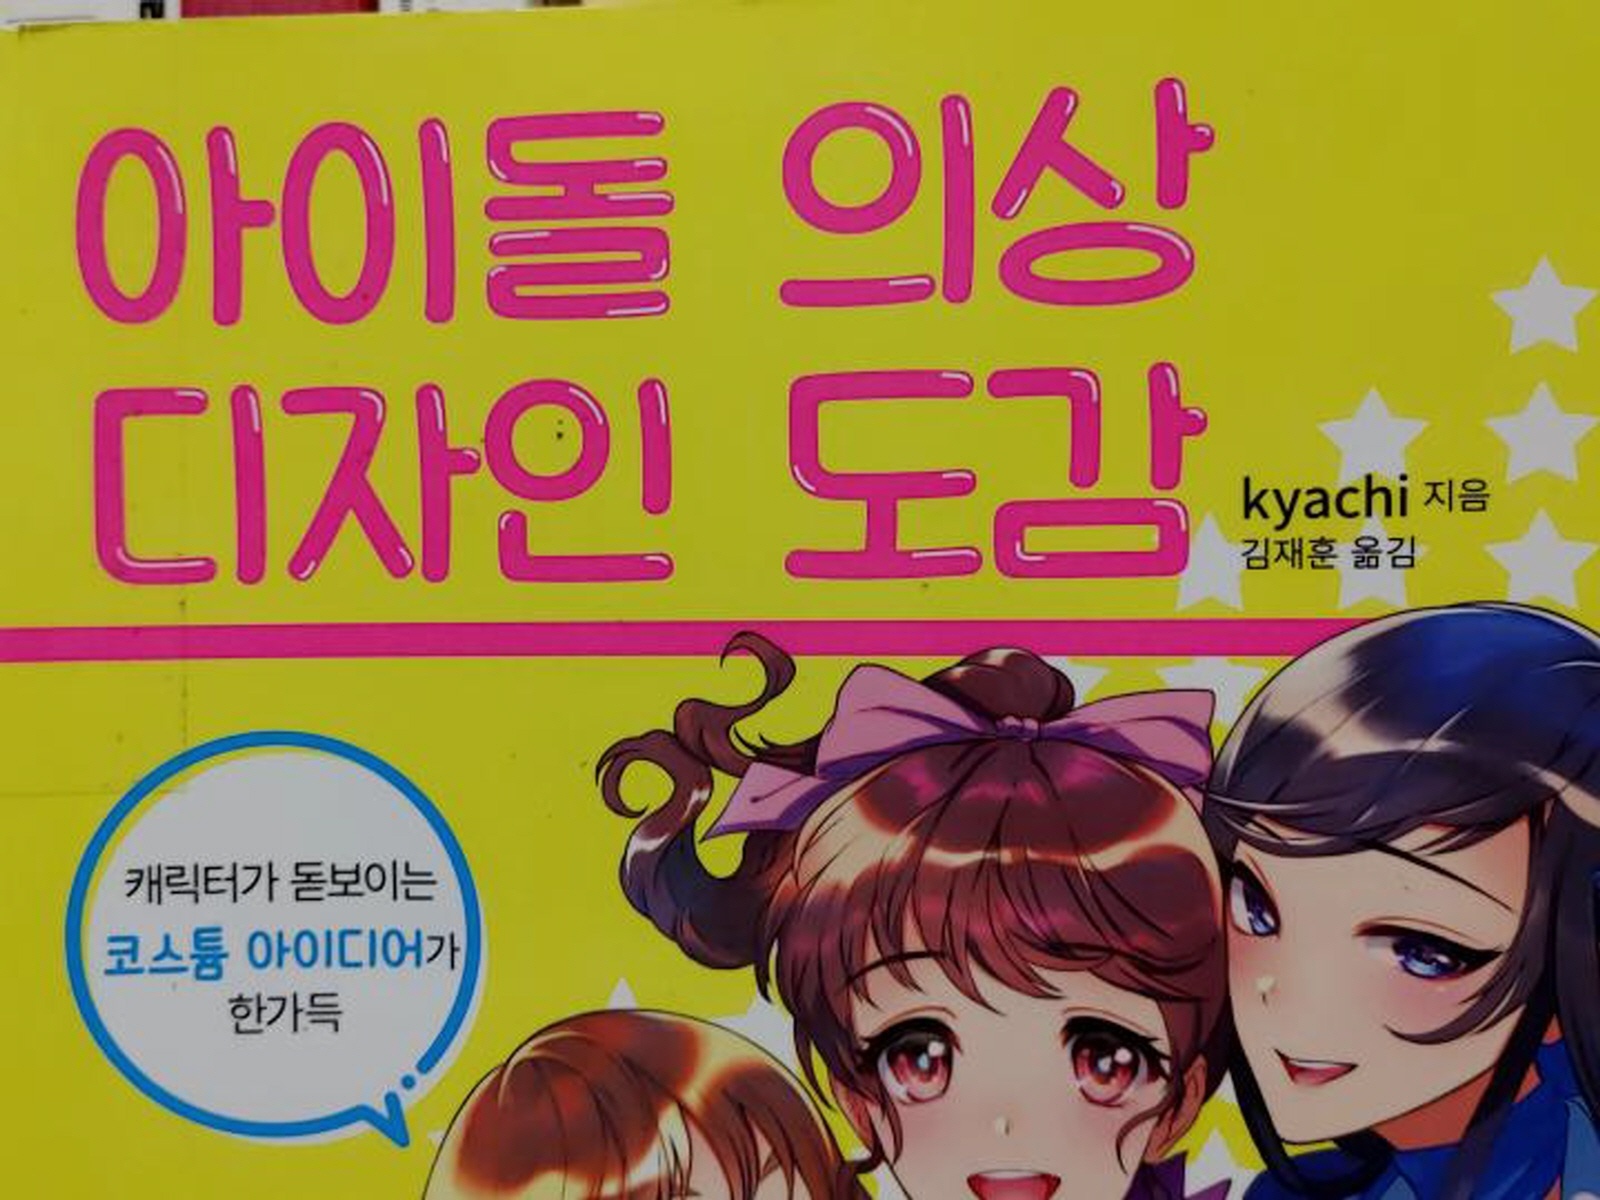 아이돌 의상
디자인 도감
kyachi 지음
김재훈 옮김
캐릭터가 돋보이는
코스튬 아이디어가
한가득